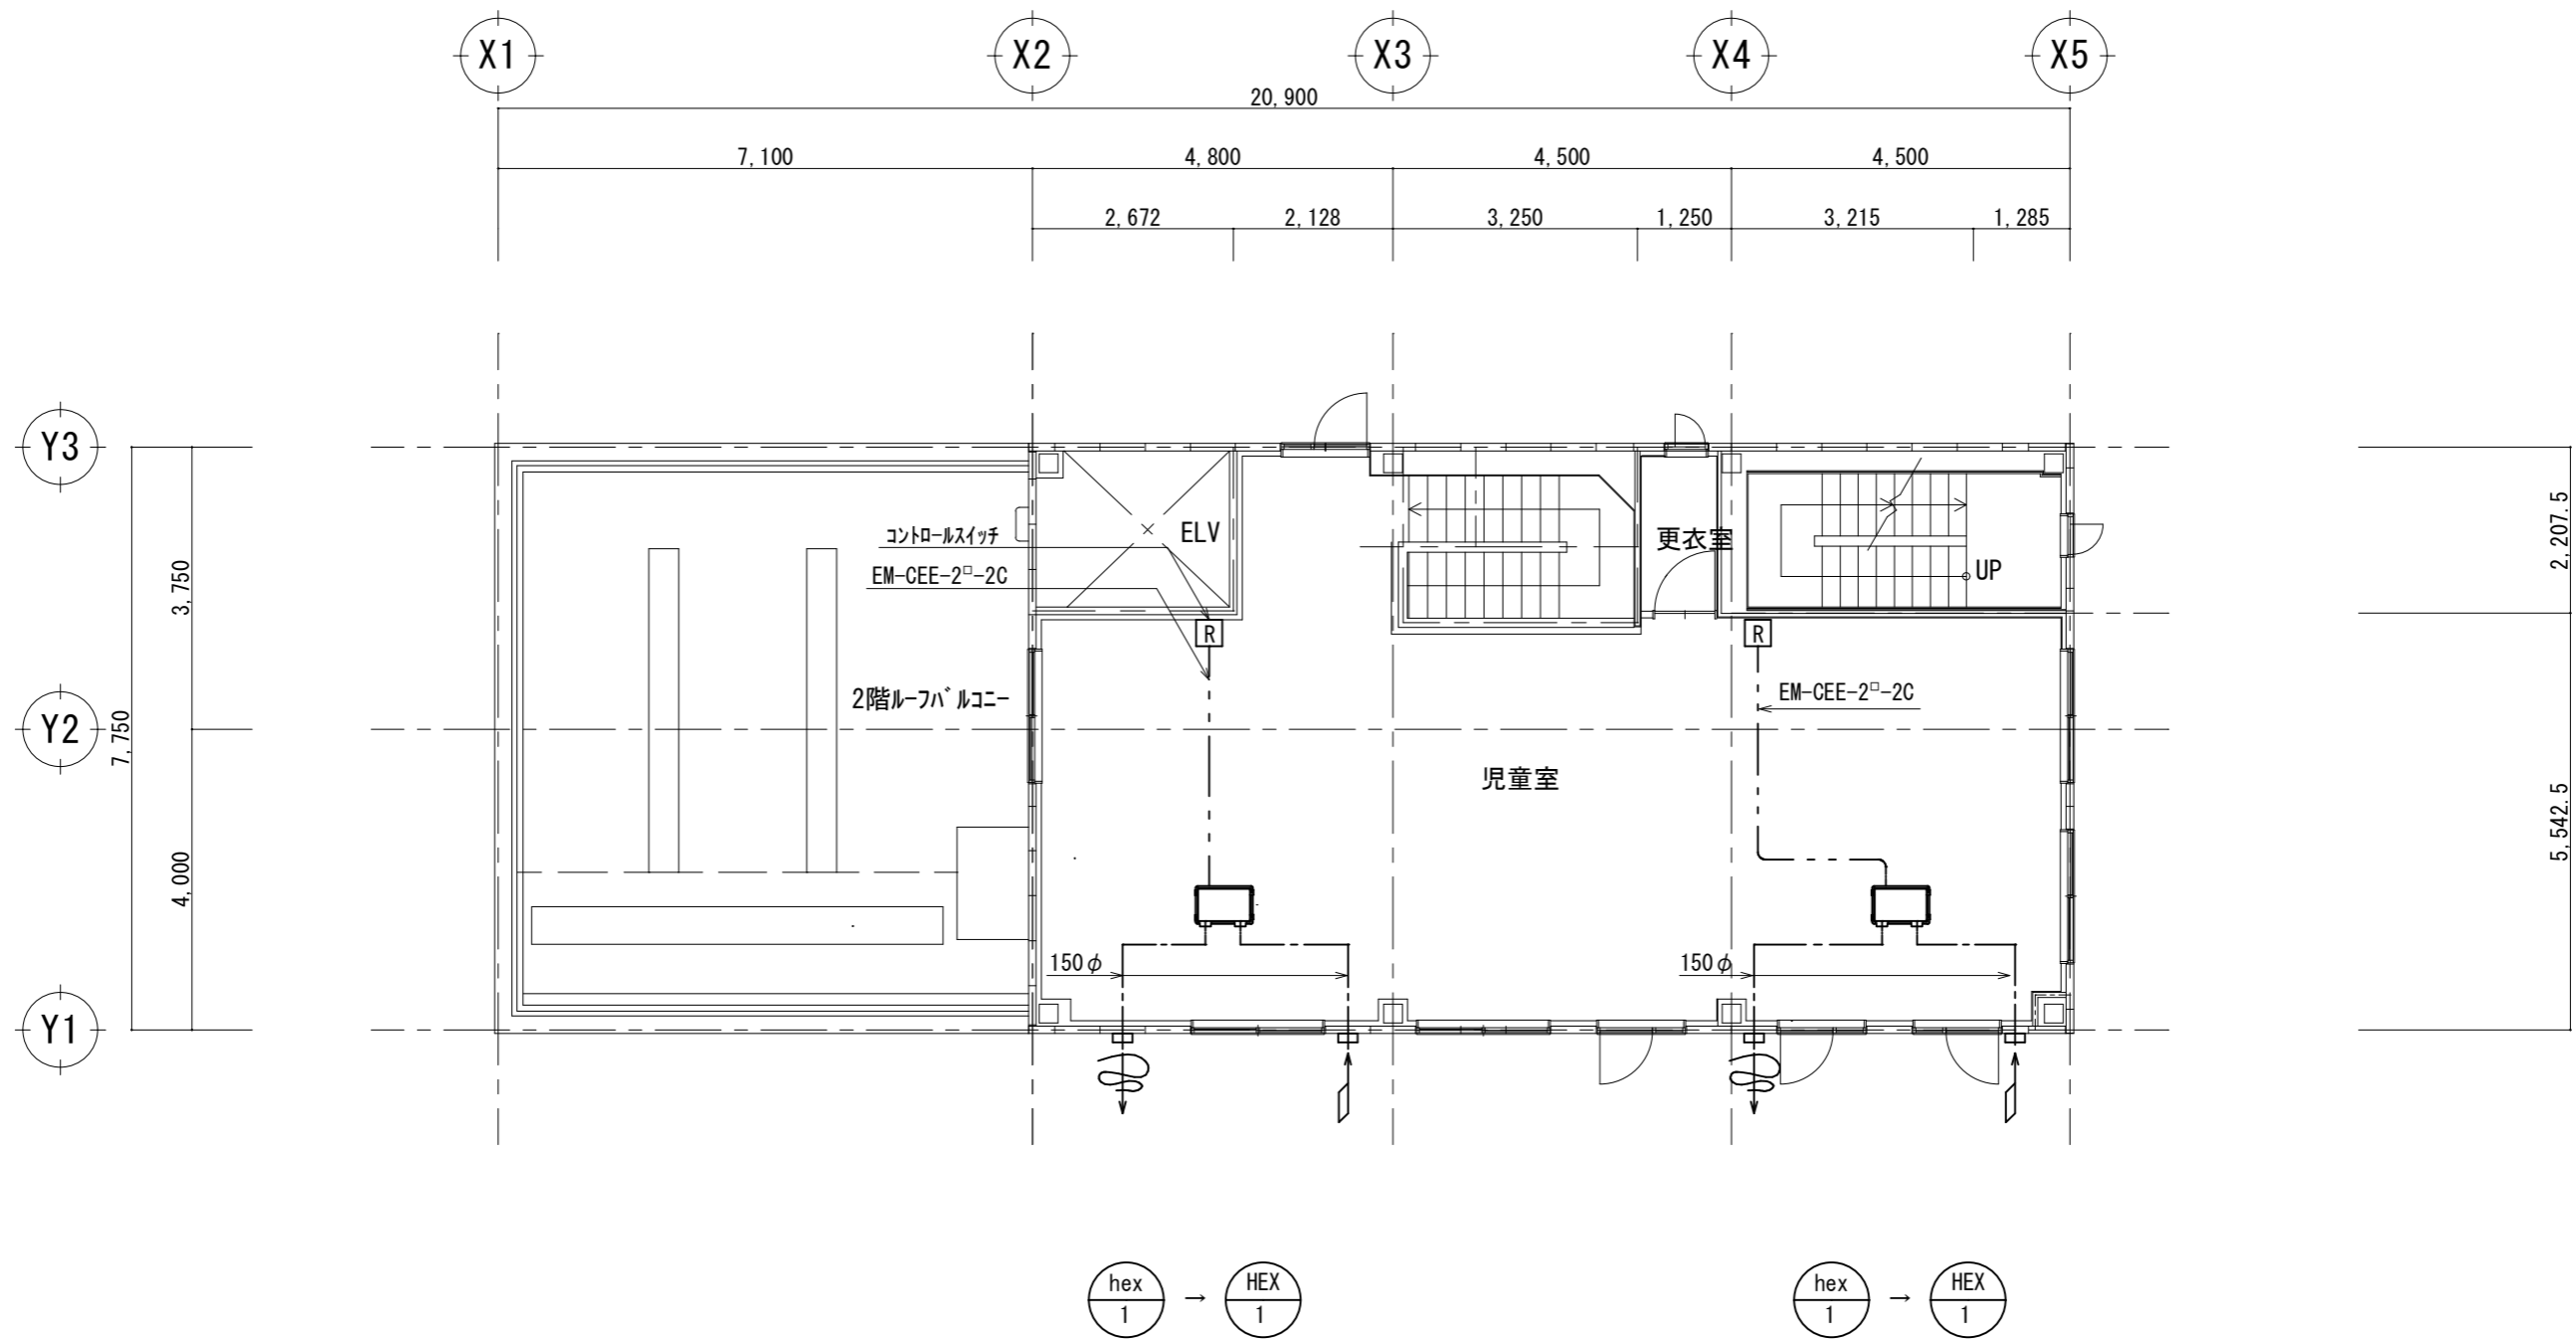 X1
X2
X3
X4
X5
20,900
7,100
4,800
4,500
4,500
2,672
2,128
3,250
1,250
3,215
1,285
Y3
Y2
Y1
7,750
3,750
4,000
2,207.5
5,542.5
コントロールスイッチ
EM-CEE-2□-2C
ELV
更衣室
UP
R
R
2階ルーフバルコニー
EM-CEE-2□-2C
児童室
150φ
150φ
hex
1
→
HEX
1
hex
1
→
HEX
1